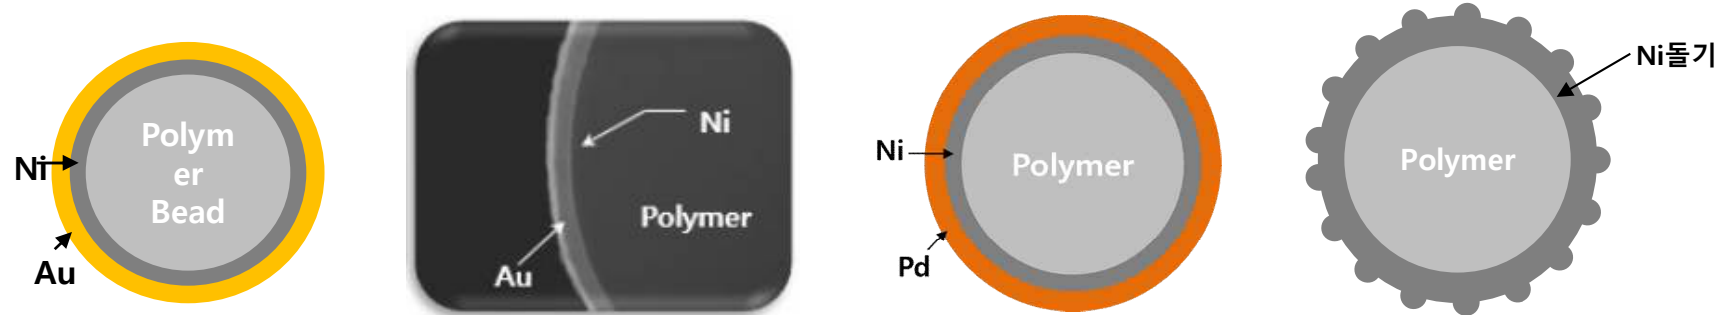 Polym
er
Bead
Ni
Au
Ni
Polymer
Au
Ni
Polymer
Pd
Ni돌기
Polymer